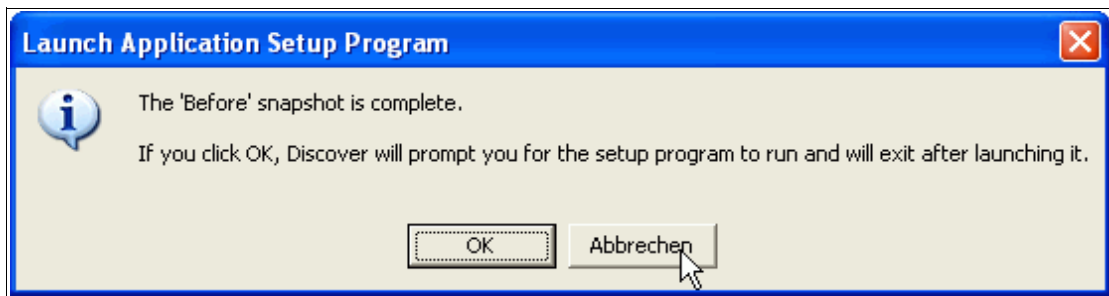 Launch Application Setup Program
The 'Before' snapshot is complete.
If you click OK, Discover will prompt you for the setup program to run and will exit after launching it.
OK
Abbrechen